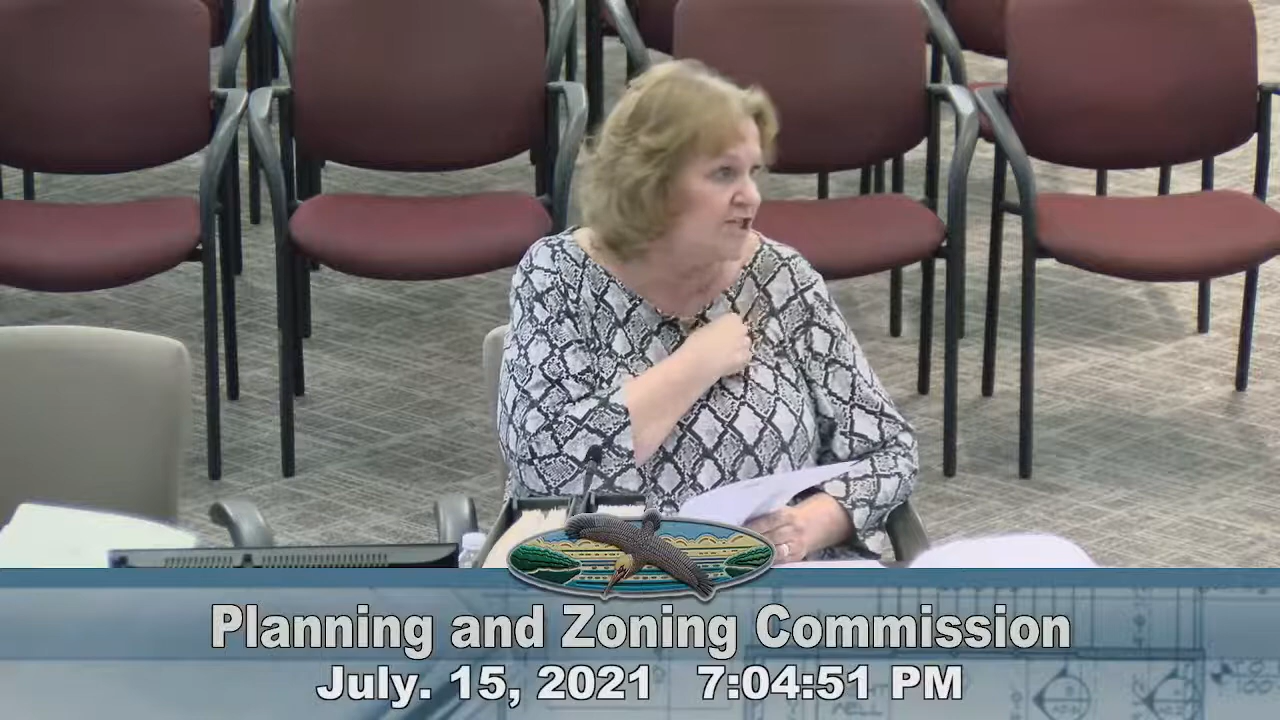 Planning and Zoning Commission
July. 15, 2021 7:04:51 PM